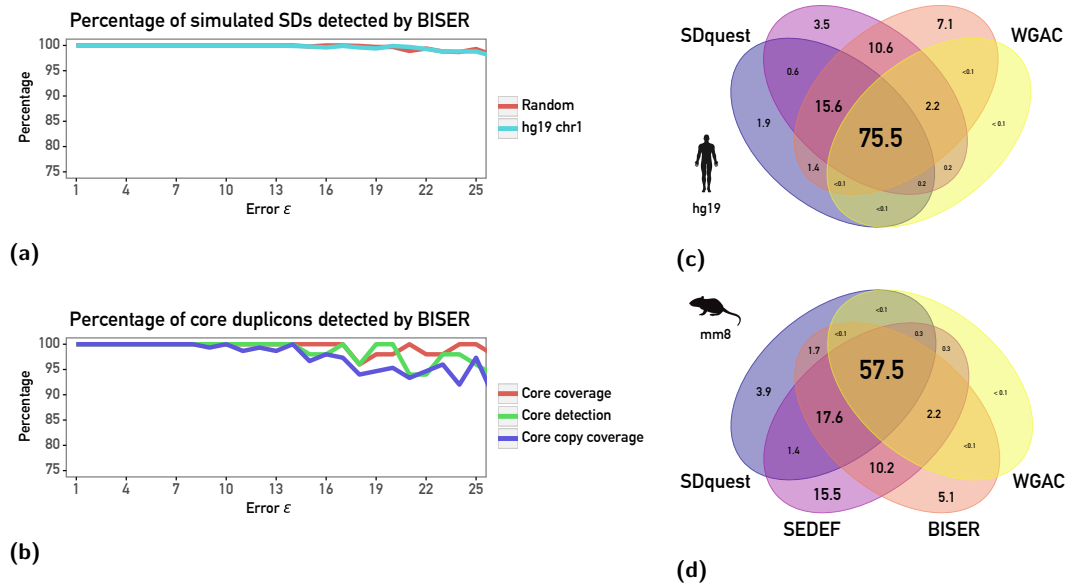 Percentage of simulated SDs detected by BISER
Percentage
100
95
90
85
80
75
1 4 7 10 13 16 19 22 25
Error ε
Random
hg19 chr1
(a)
Percentage of core duplicons detected by BISER
Percentage
100
95
90
85
80
75
1 4 7 10 13 16 19 22 25
Error ε
Core coverage
Core detection
Core copy coverage
(b)
3.5
7.1
SDquest
WGAC
10.6
0.6
<0.1
15.6
2.2
1.9
75.5
< 0.1
1.4
0.2
<0.1
0.2
<0.1
hg19
(c)
mm8
<0.1
<0.1
0.3
1.7
0.3
57.5
3.9
< 0.1
17.6
2.2
1.4
<0.1
10.2
SDquest
WGAC
15.5
5.1
SEDEF
BISER
(d)